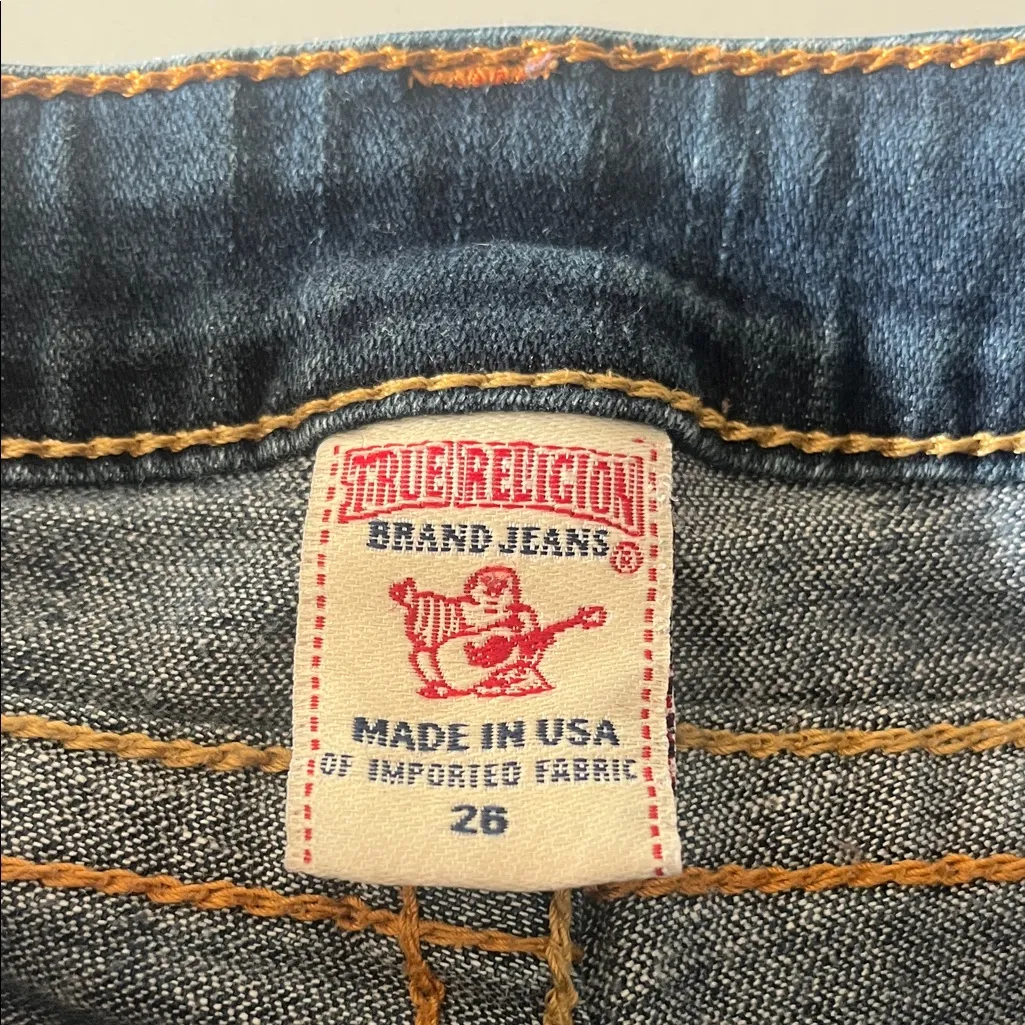 TRUE RELIGION
BRAND JEANS ®
MADE IN USA
OF IMPORTED FABRIC
26